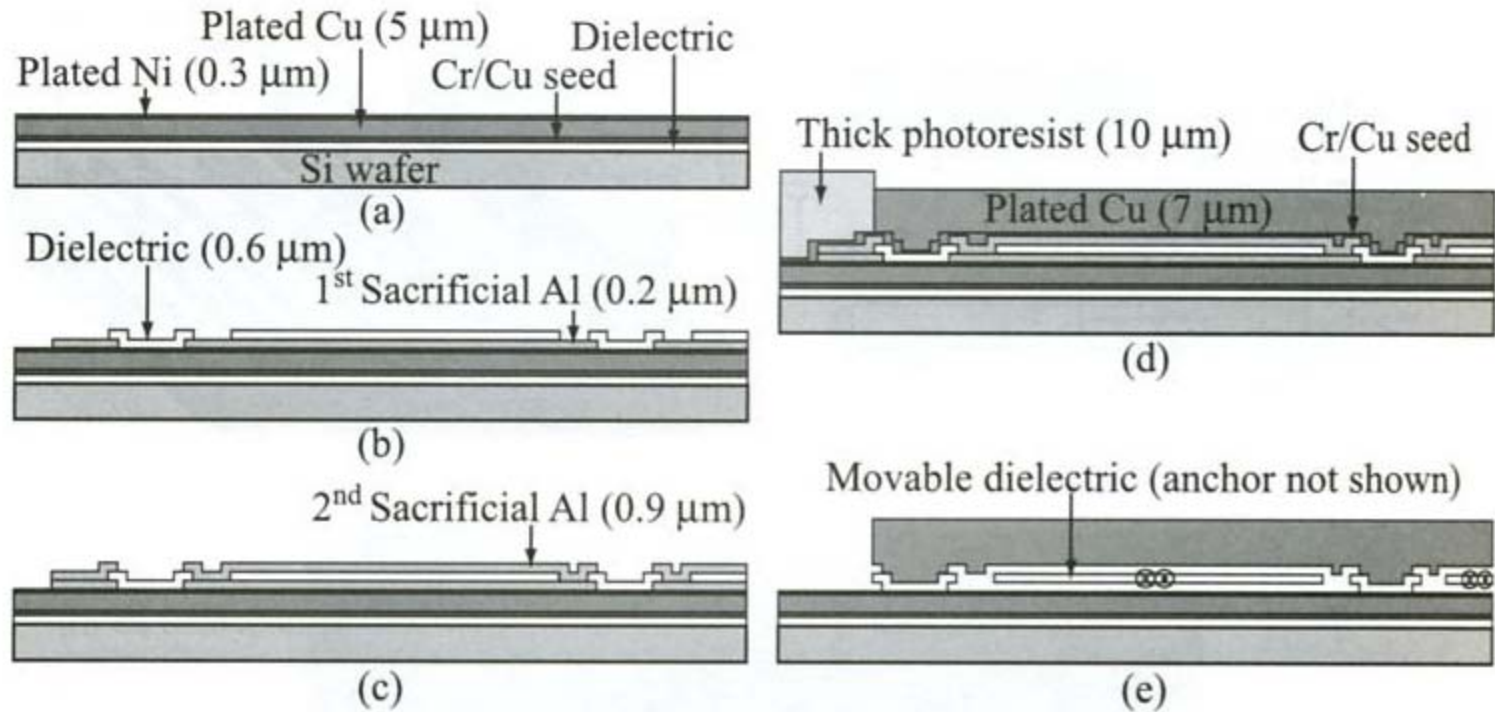 Plated Cu (5 μm)
Dielectric
Plated Ni (0.3 μm)
Cr/Cu seed
Si wafer
(a)
Dielectric (0.6 μm)
1st Sacrificial Al (0.2 μm)
(b)
2nd Sacrificial Al (0.9 μm)
(c)
Thick photoresist (10 μm)
Cr/Cu seed
Plated Cu (7 μm)
(d)
Movable dielectric (anchor not shown)
(e)